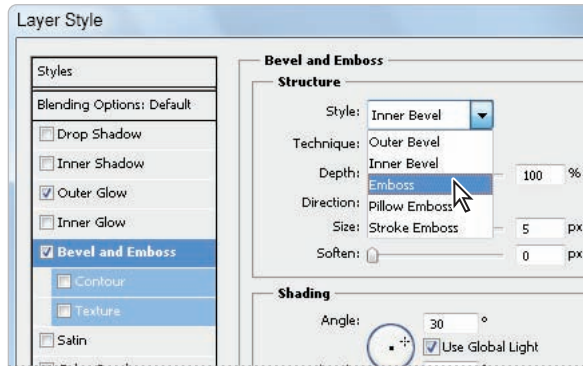 Layer Style
Styles
Blending Options: Default
Drop Shadow
Inner Shadow
Outer Glow
Inner Glow
Bevel and Emboss
Contour
Texture
Satin
Bevel and Emboss
Structure
Style: Inner Bevel
Technique: Outer Bevel
Inner Bevel
Depth: Emboss 100 %
Direction: Pillow Emboss
Size: Stroke Emboss 5 px
Soften: 0 px
Shading
Angle: 30 °
Use Global Light